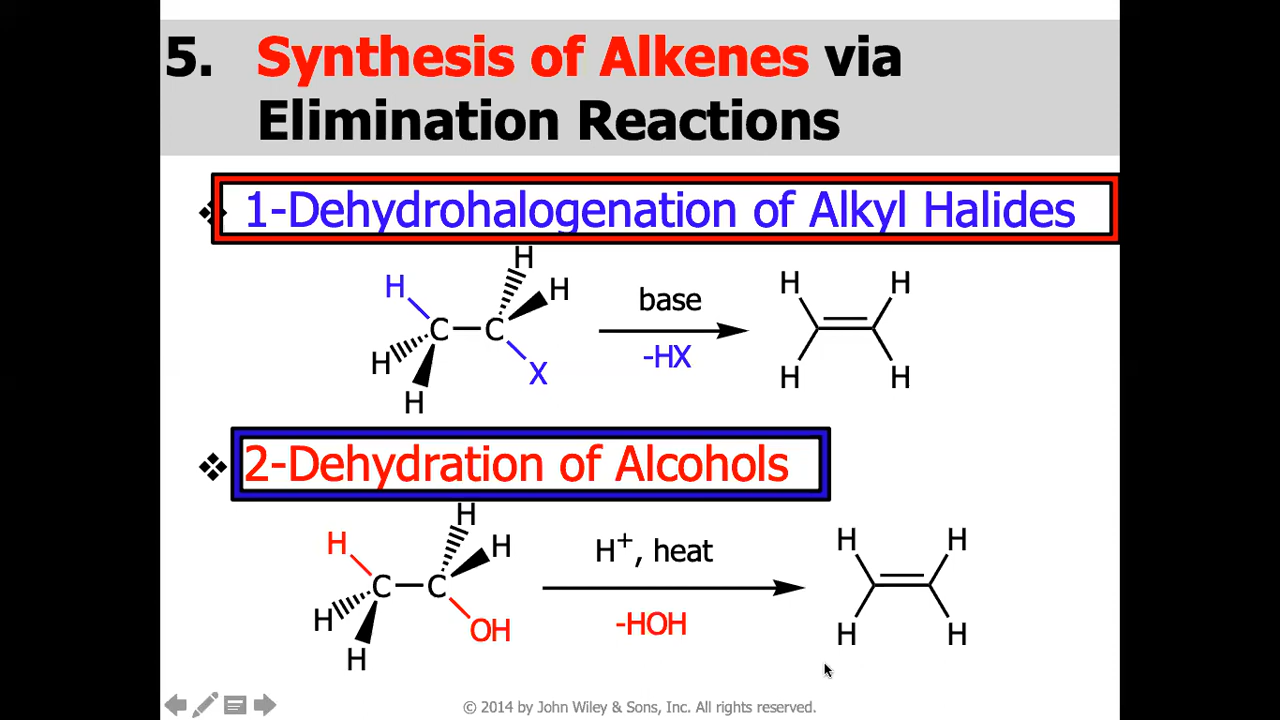 5. Synthesis of Alkenes via
Elimination Reactions
❖ 1-Dehydrohalogenation of Alkyl Halides
H
H
H
C
C
H
H
X
base
-HX
H
H
H
H
❖ 2-Dehydration of Alcohols
H
H
H
C
C
H
H
OH
H⁺, heat
-HOH
H
H
H
H
© 2014 by John Wiley & Sons, Inc. All rights reserved.